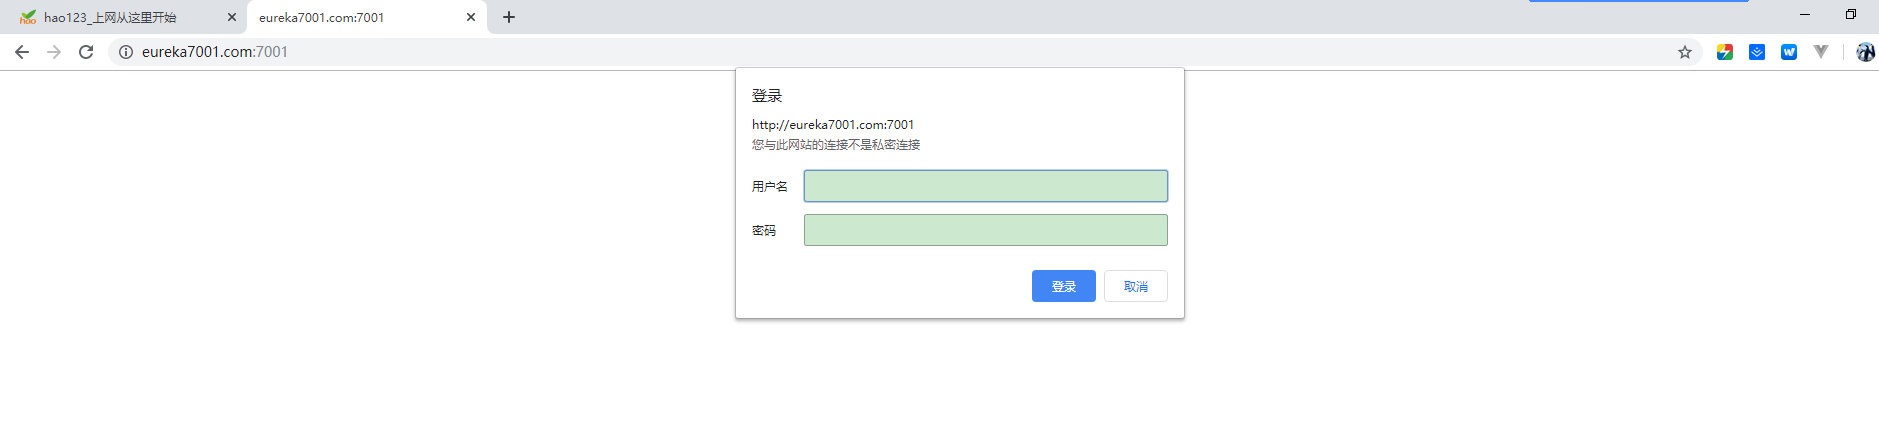 hao123_上网从这里开始
eureka7001.com:7001
eureka7001.com:7001
登录
http://eureka7001.com:7001
您与此网站的连接不是私密连接
用户名
密码
登录 取消